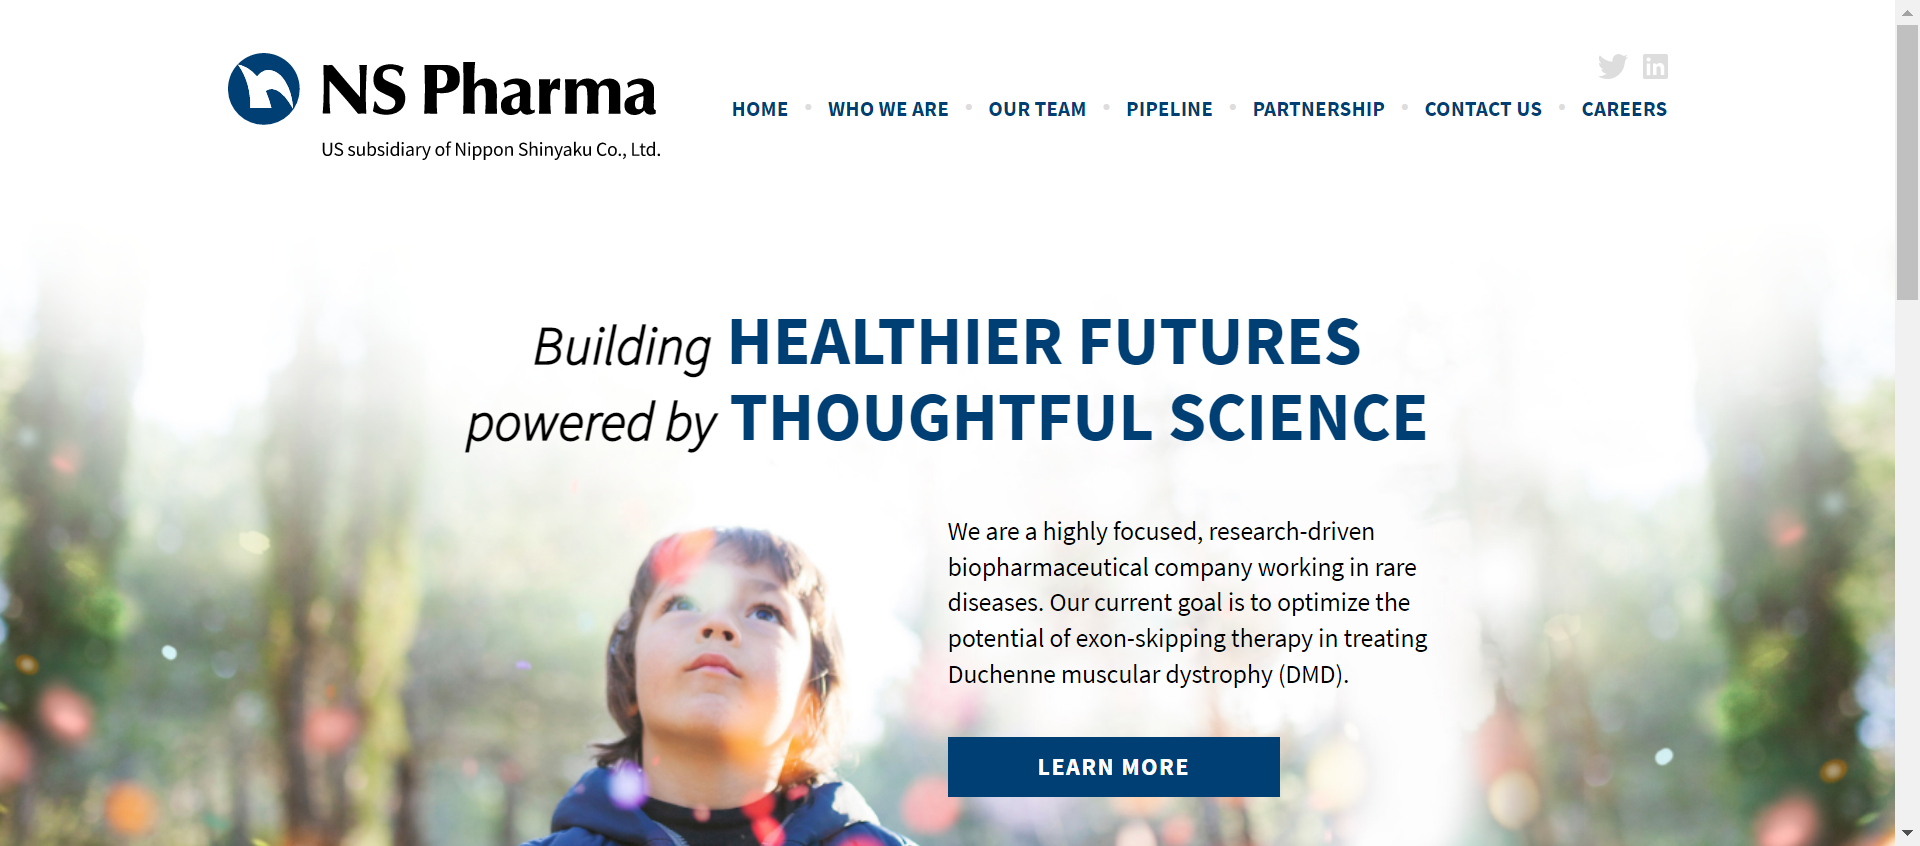 NS Pharma
US subsidiary of Nippon Shinyaku Co., Ltd.
HOME • WHO WE ARE • OUR TEAM • PIPELINE • PARTNERSHIP • CONTACT US • CAREERS
Building HEALTHIER FUTURES
powered by THOUGHTFUL SCIENCE
We are a highly focused, research-driven
biopharmaceutical company working in rare
diseases. Our current goal is to optimize the
potential of exon-skipping therapy in treating
Duchenne muscular dystrophy (DMD).
LEARN MORE